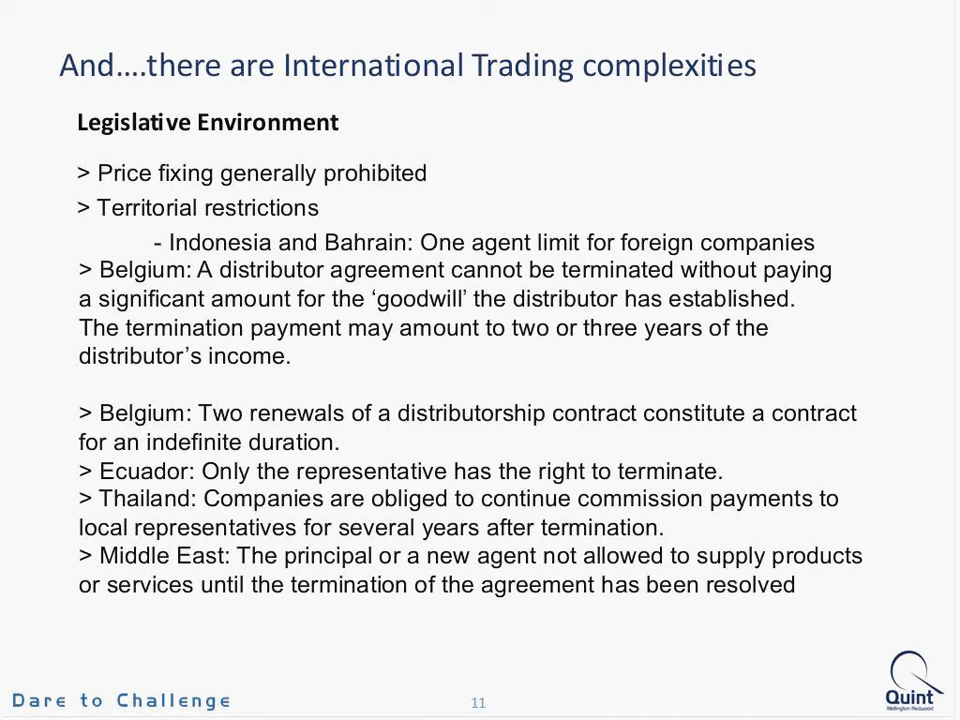 And....there are International Trading complexities
Legislative Environment
> Price fixing generally prohibited
> Territorial restrictions
- Indonesia and Bahrain: One agent limit for foreign companies
> Belgium: A distributor agreement cannot be terminated without paying
a significant amount for the ‘goodwill’ the distributor has established.
The termination payment may amount to two or three years of the
distributor’s income.
> Belgium: Two renewals of a distributorship contract constitute a contract
for an indefinite duration.
> Ecuador: Only the representative has the right to terminate.
> Thailand: Companies are obliged to continue commission payments to
local representatives for several years after termination.
> Middle East: The principal or a new agent not allowed to supply products
or services until the termination of the agreement has been resolved
Dare to Challenge
11
Quint
Wellington Redwood